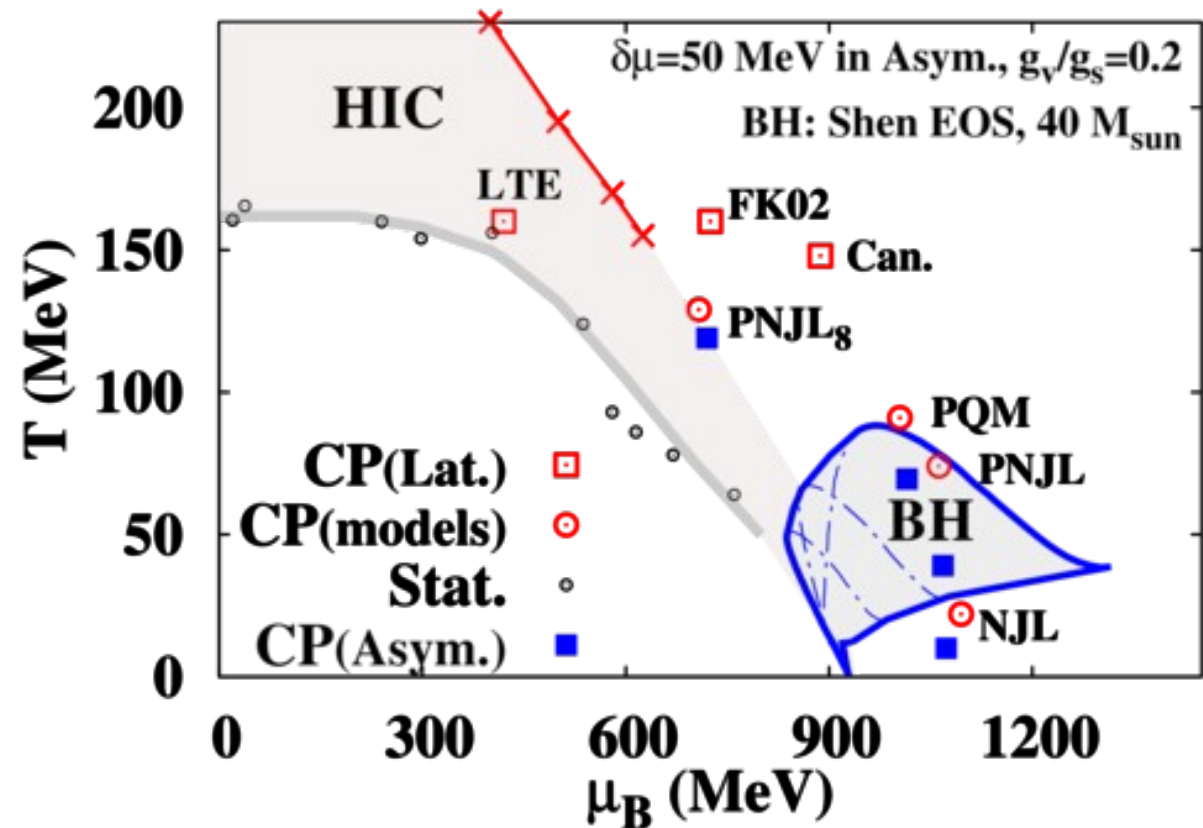 δμ=50 MeV in Asym., g_v/g_s=0.2
BH: Shen EOS, 40 M_sun
HIC
LTE
FK02
Can.
PNJL_8
PQM
PNJL
BH
NJL
CP(Lat.)
CP(models)
Stat.
CP(Asym.)
T (MeV)
200
150
100
50
0
0 300 600 900 1200
μ_B (MeV)